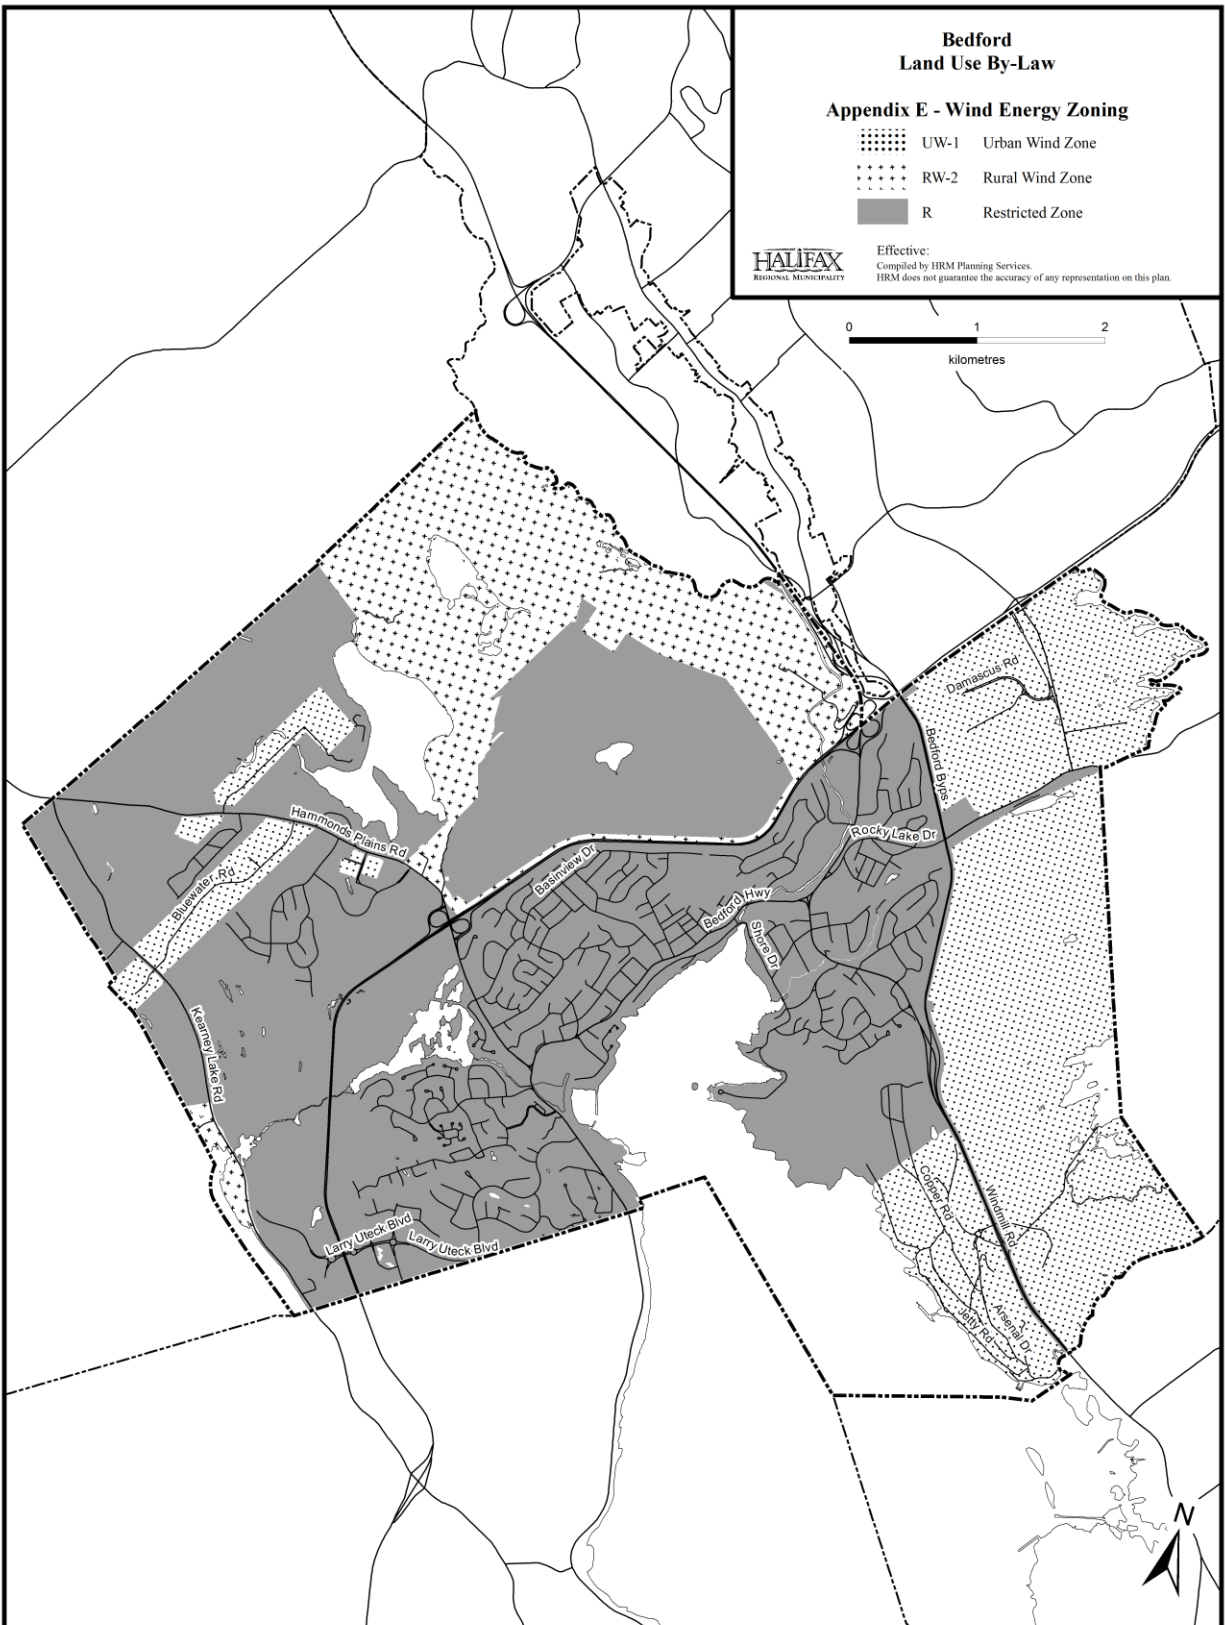 Bedford
Land Use By-Law
Appendix E - Wind Energy Zoning
UW-1 Urban Wind Zone
RW-2 Rural Wind Zone
R Restricted Zone
HALIFAX
REGIONAL MUNICIPALITY
Effective:
Compiled by HRM Planning Services.
HRM does not guarantee the accuracy of any representation on this plan.
0 1 2
kilometres
Damascus Rd
Bedford Byps
Hammonds Plains Rd
Rocky Lake Dr
Basinview Dr
Bluewater Rd
Bedford Hwy
Shore Dr
Kearney Lake Rd
Copper Rd
Windmill Rd
Larry Uteck Blvd
Larry Uteck Blvd
Jetty Rd
Arsenal Dr
N